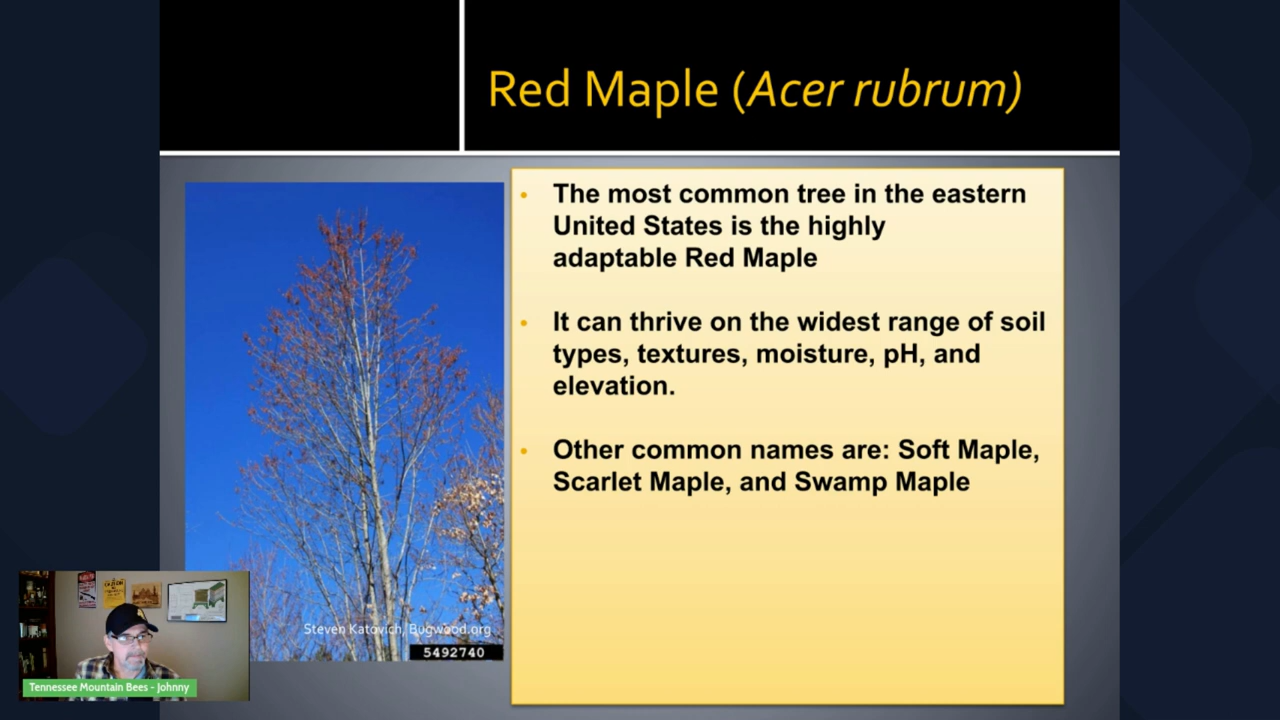 Red Maple (Acer rubrum)
• The most common tree in the eastern
United States is the highly
adaptable Red Maple
• It can thrive on the widest range of soil
types, textures, moisture, pH, and
elevation.
• Other common names are: Soft Maple,
Scarlet Maple, and Swamp Maple
Steven Katovich, Bugwood.org
5492740
Tennessee Mountain Bees - Johnny